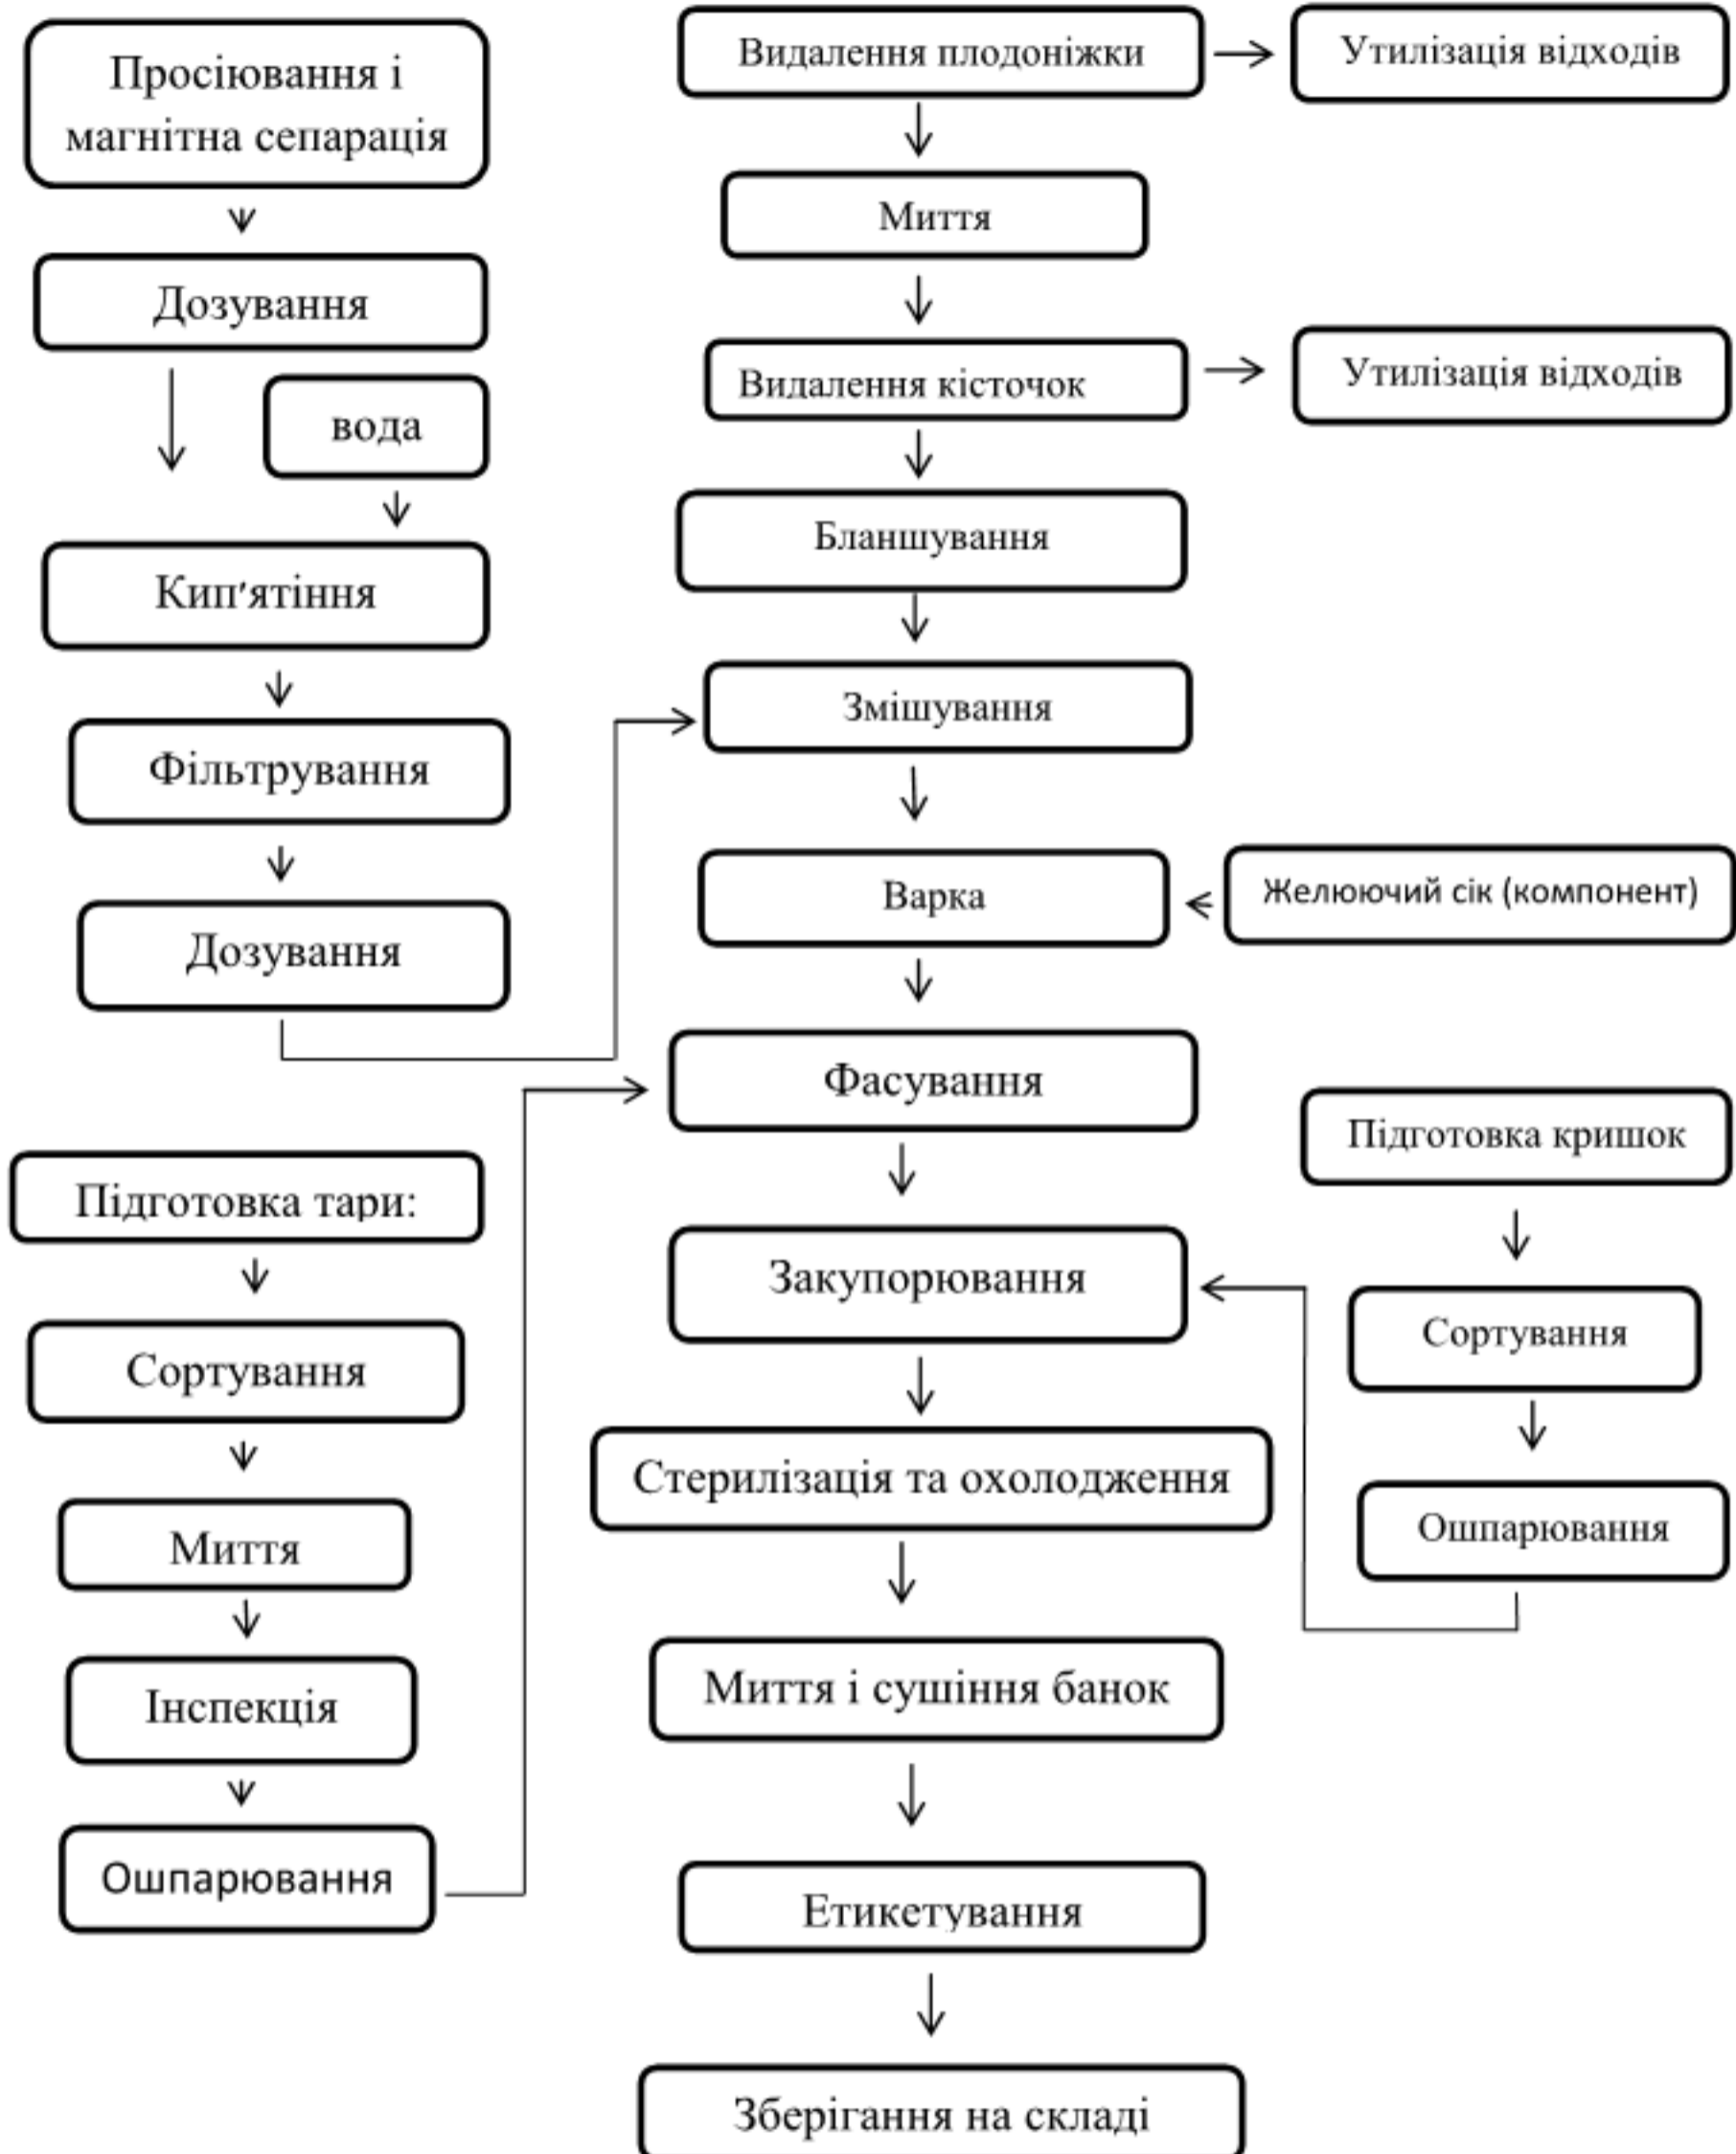 Просіювання і
магнітна сепарація
Дозування
вода
Кип'ятіння
Фільтрування
Дозування
Підготовка тари:
Сортування
Миття
Інспекція
Ошпарювання
Видалення плодоніжки
Утилізація відходів
Миття
Видалення кісточок
Утилізація відходів
Бланшування
Змішування
Варка
Желюючий сік (компонент)
Фасування
Закупорювання
Стерилізація та охолодження
Миття і сушіння банок
Етикетування
Зберігання на складі
Підготовка кришок
Сортування
Ошпарювання